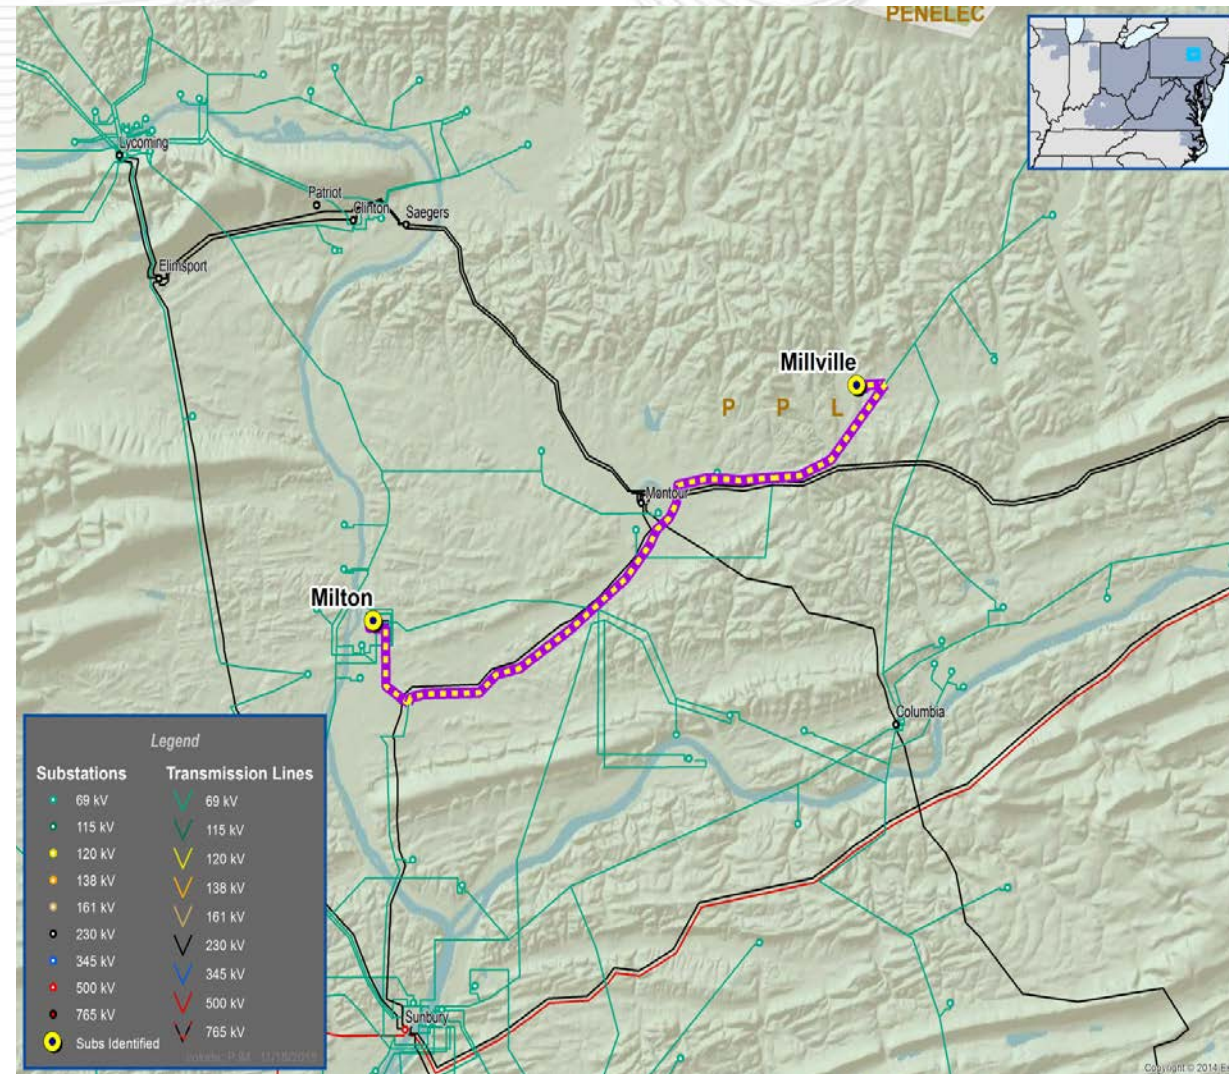 PENELEC
Lycoming
Patriot
Clinton
Saegers
Elimsport
Millville
P P L
Montour
Milton
Columbia
Sunbury
Legend
Substations Transmission Lines
69 kV 69 kV
115 kV 115 kV
120 kV 120 kV
138 kV 138 kV
161 kV 161 kV
230 kV 230 kV
345 kV 345 kV
500 kV 500 kV
765 kV 765 kV
Subs Identified
Copyright © 2014 E